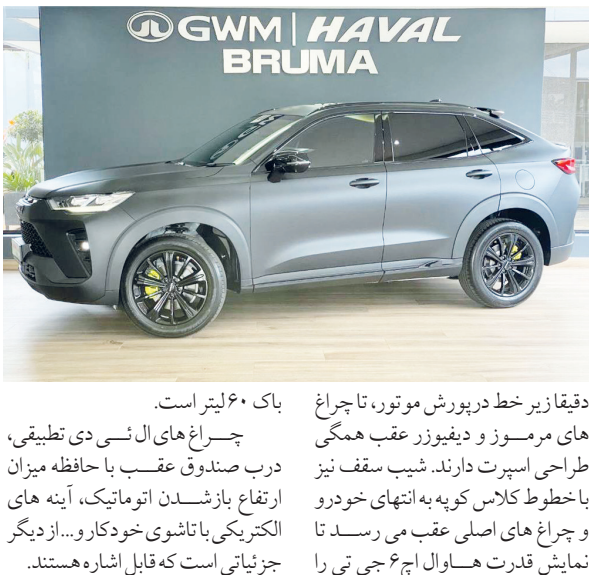 GWM | HAVAL
BRUMA
دقیقا زیر خط درپورش موتور، تا چراغ
های مرموز و دیفیوزر عقب همگی
طراحی اسپرت دارند. شیب سقف نیز
با خطوط کلاس کوپه به انتهای خودرو
و چراغ های اصلی عقب می رسد تا
نمایش قدرت هاوال اچ۶ جی تی را
باک ۶۰ لیتر است.
چراغ های ال ئی دی تطبیقی،
درب صندوق عقب با حافظه میزان
ارتفاع بازشدن اتوماتیک، آینه های
الکتریکی با تاشوی خودکار و... از دیگر
جزئیاتی است که قابل اشاره هستند.